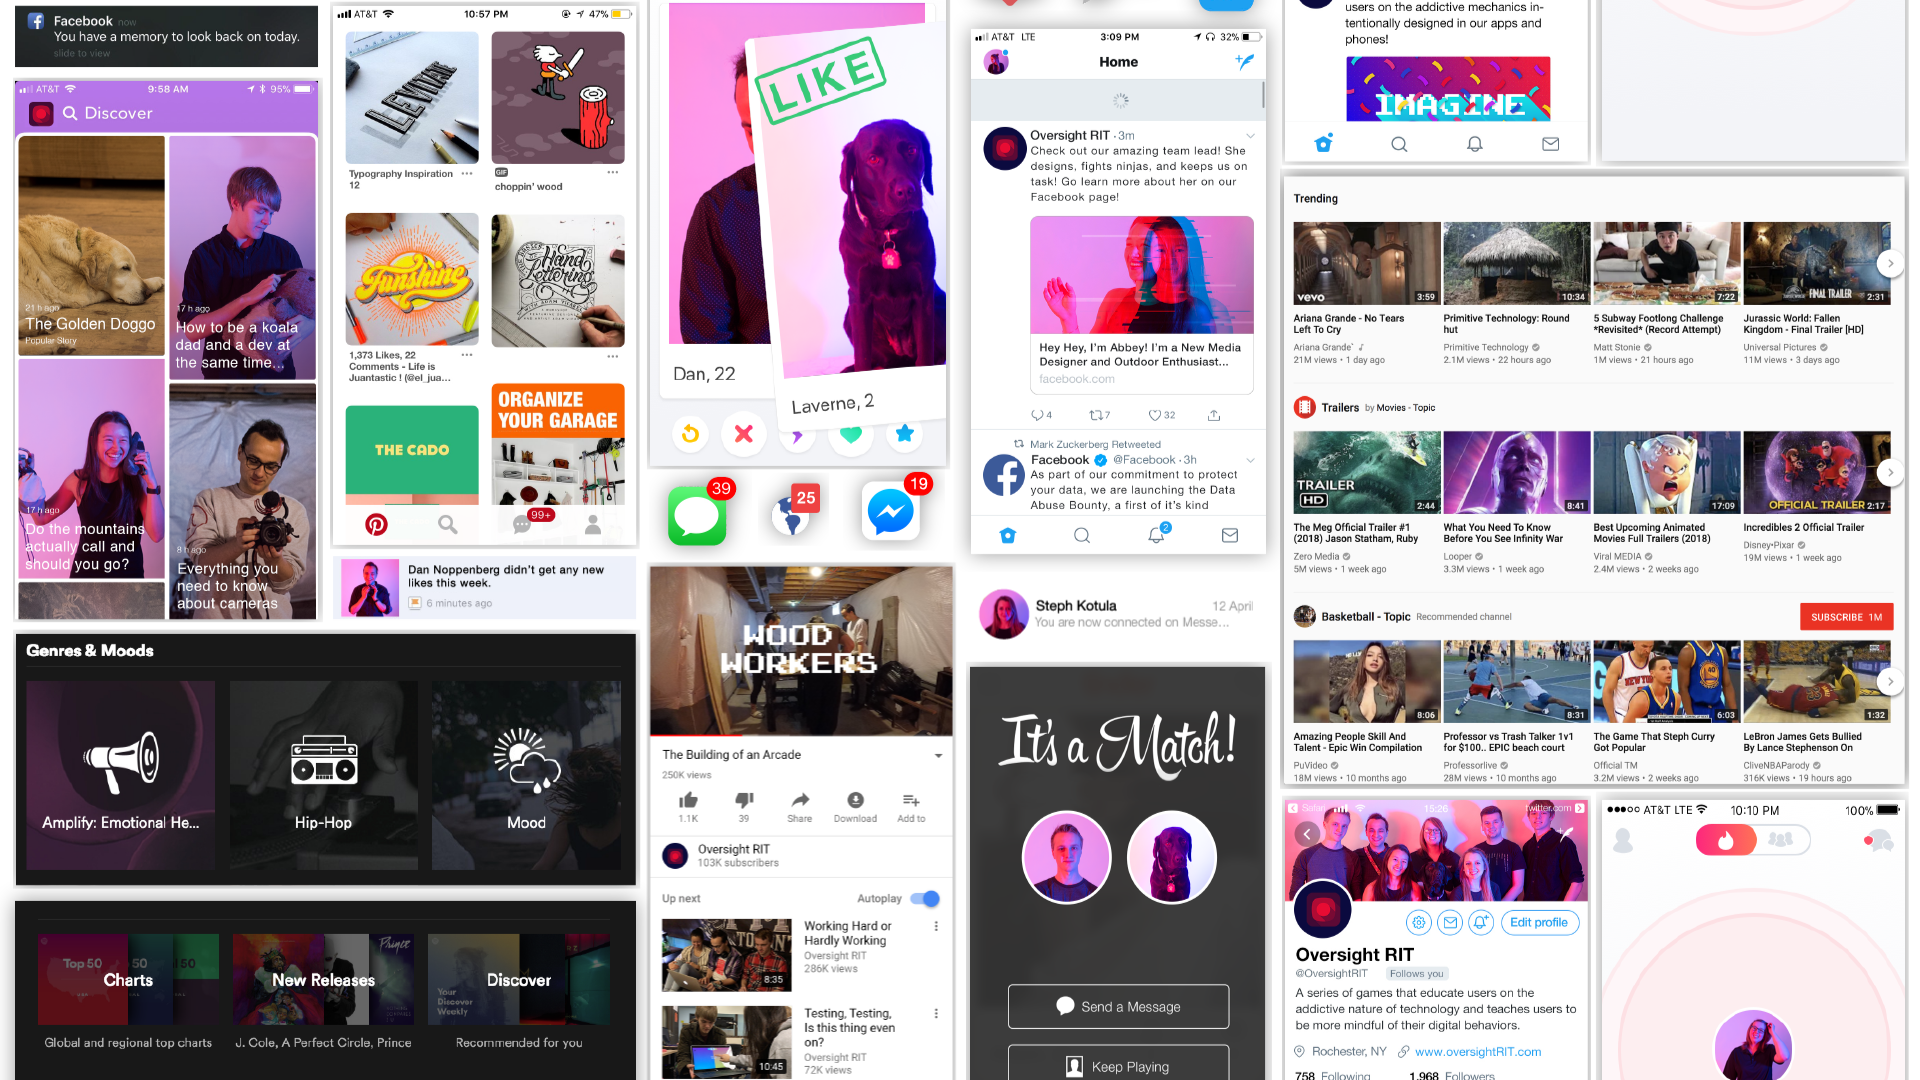 Facebook now
You have a memory to look back on today.
slide to view
AT&T 9:58 AM 95%
Discover
21 h ago
The Golden Doggo
Popular Story
17 h ago
How to be a koala
dad and a dev at
the same time...
17 h ago
Do the mountains
actually call and
should you go?
8 h ago
Everything you
need to know
about cameras
Genres & Moods
Amplify: Emotional He...
Hip-Hop
Mood
Top 50
Charts
New Releases
Prince
Your
Discover
Weekly
Discover
Global and regional top charts
J. Cole, A Perfect Circle, Prince
Recommended for you
AT&T 10:57 PM 47%
Typography Inspiration
12
GIF
choppin' wood
Funshine
Hand
Lettering
1,373 Likes, 22
Comments - Life is
Juantastic ! (@el_jua...
ORGANIZE
YOUR GARAGE
THE CADO
99+
Dan Noppenberg didn't get any new
likes this week.
6 minutes ago
LIKE
Dan, 22
Laverne, 2
39
25
19
WOOD
WORKERS
The Building of an Arcade
250K views
1.1K
39
Share
Download
Add to
Oversight RIT
103K subscribers
Up next
Autoplay
Working Hard or
Hardly Working
Oversight RIT
286K views
8:35
Testing, Testing,
Is this thing even
on?
Oversight RIT
72K views
10:45
AT&T LTE 3:09 PM 32%
Home
Oversight RIT · 3m
Check out our amazing team lead! She
designs, fights ninjas, and keeps us on
task! Go learn more about her on our
Facebook page!
Hey Hey, I'm Abbey! I'm a New Media
Designer and Outdoor Enthusiast...
facebook.com
4
7
32
Mark Zuckerberg Retweeted
Facebook @Facebook · 3h
As part of our commitment to protect
your data, we are launching the Data
Abuse Bounty, a first of it's kind
2
Steph Kotula 12 April
You are now connected on Messe...
It's a Match!
Send a Message
Keep Playing
users on the addictive mechanics in-
tentionally designed in our apps and
phones!
IMAGINE
Trending
vevo
3:59
10:34
7:22
FINAL TRAILER
2:31
Ariana Grande - No Tears
Left To Cry
Ariana Grande
21M views • 1 day ago
Primitive Technology: Round
hut
Primitive Technology
2.1M views • 22 hours ago
5 Subway Footlong Challenge
*Revisited* (Record Attempt)
Matt Stonie
1M views • 21 hours ago
Jurassic World: Fallen
Kingdom - Final Trailer [HD]
Universal Pictures
11M views • 3 days ago
Trailers by Movies - Topic
TRAILER
HD
2:44
8:41
17:09
OFFICIAL TRAILER
2:17
The Meg Official Trailer #1
(2018) Jason Statham, Ruby
Zero Media
5M views • 1 week ago
What You Need To Know
Before You See Infinity War
Looper
3.3M views • 1 week ago
Best Upcoming Animated
Movies Full Trailers (2018)
Viral MEDIA
2.4M views • 2 weeks ago
Incredibles 2 Official Trailer
Disney•Pixar
19M views • 1 week ago
Basketball - Topic Recommended channel
SUBSCRIBE 1M
8:06
8:31
6:03
1:32
Amazing People Skill And
Talent - Epic Win Compilation
PuVideo
18M views • 10 months ago
Professor vs Trash Talker 1v1
for $100.. EPIC beach court
Professorlive
28M views • 10 months ago
The Game That Steph Curry
Got Popular
Official TM
3.2M views • 2 weeks ago
LeBron James Gets Bullied
By Lance Stephenson On
CliveNBAParody
316K views • 19 hours ago
Safari 15:26 twitter.com
Edit profile
Oversight RIT
@OversightRIT Follows you
A series of games that educate users on the
addictive nature of technology and teaches users to
be more mindful of their digital behaviors.
Rochester, NY www.oversightRIT.com
758 Following 1,968 Followers
AT&T LTE 10:10 PM 100%